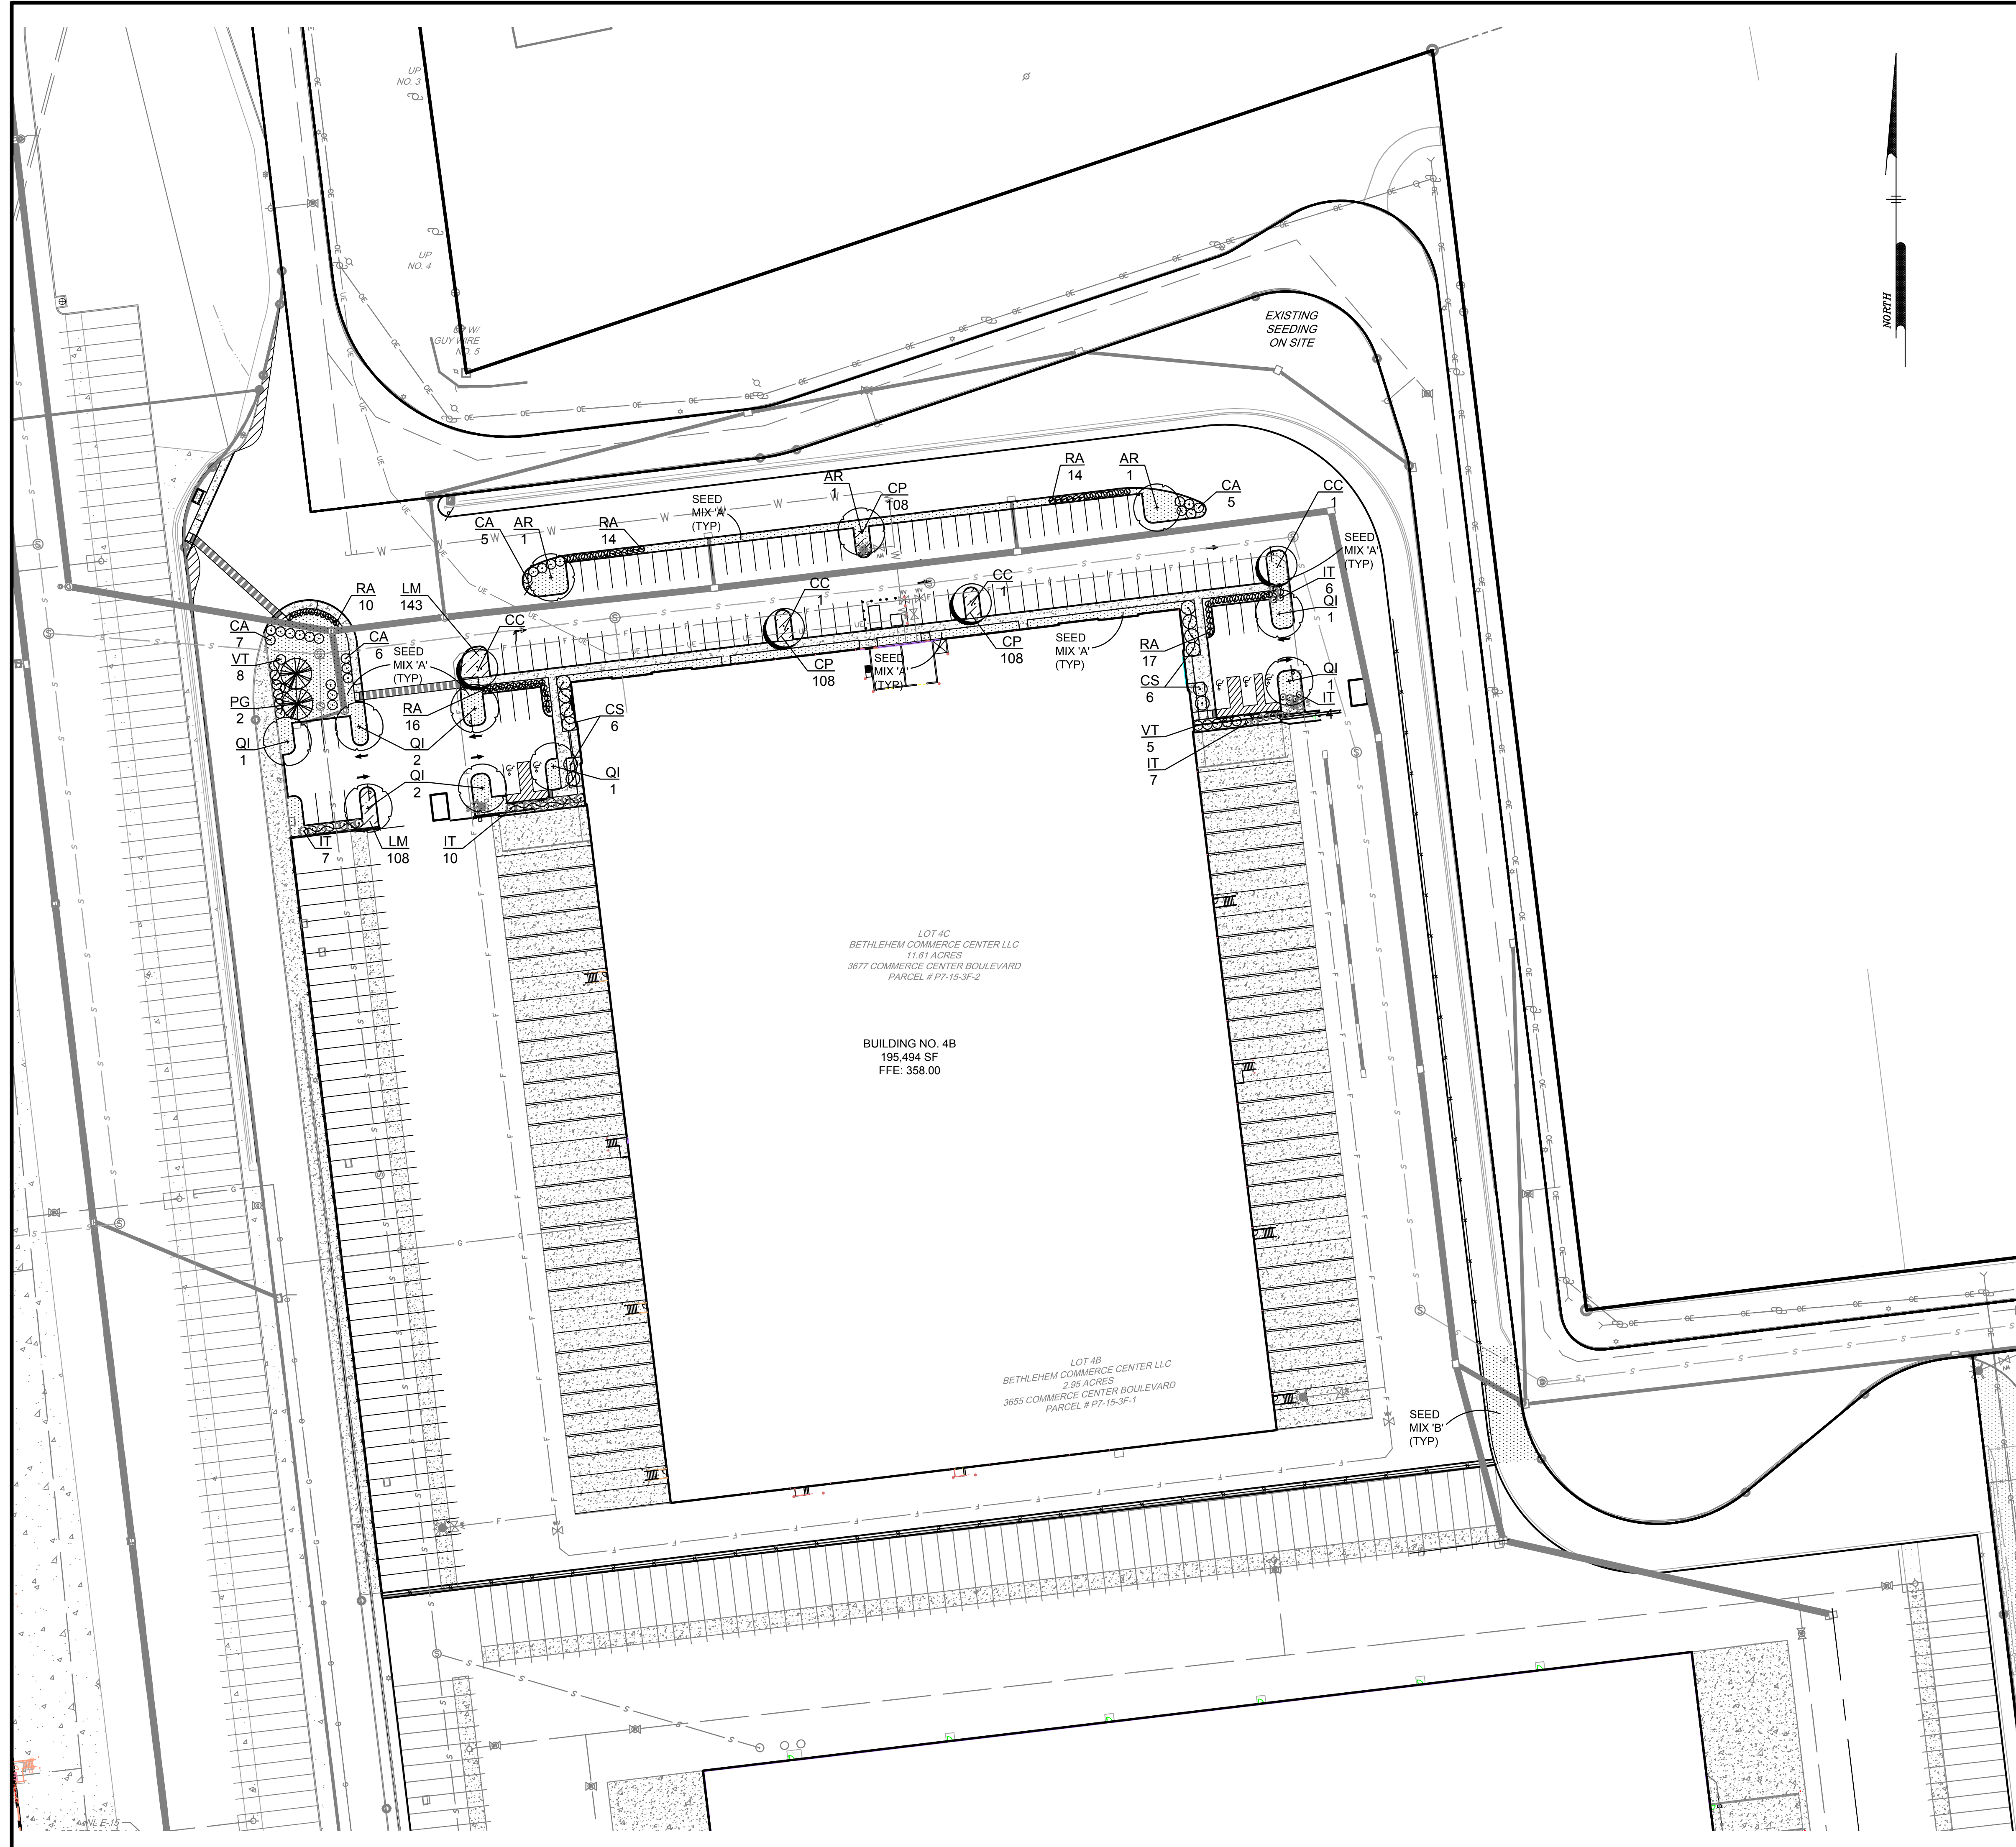 UP
NO. 3
UP
NO. 4
GUY WIRE
NO. 5
NORTH
EXISTING
SEEDING
ON SITE
RA
14
AR
1
CA
5
CC
1
AR
1
CP
108
SEED
MIX 'A'
(TYP)
CA
5
AR
1
RA
14
SEED
MIX 'A'
(TYP)
IT
6
QI
1
RA
10
LM
143
CC
1
CC
1
CC
1
CA
7
CA
6
VT
8
SEED
MIX 'A'
(TYP)
PG
2
QI
1
RA
16
QI
2
CS
6
CP
108
SEED
MIX 'A'
(TYP)
CP
108
SEED
MIX 'A'
(TYP)
RA
17
CS
6
QI
1
IT
4
VT
5
IT
7
QI
2
QI
1
IT
7
LM
108
IT
10
LOT 4C
BETHLEHEM COMMERCE CENTER LLC
11.61 ACRES
3677 COMMERCE CENTER BOULEVARD
PARCEL # P7-15-3F-2
BUILDING NO. 4B
195,494 SF
FFE: 358.00
LOT 4B
BETHLEHEM COMMERCE CENTER LLC
2.95 ACRES
3655 COMMERCE CENTER BOULEVARD
PARCEL # P7-15-3F-1
SEED
MIX 'B'
(TYP)